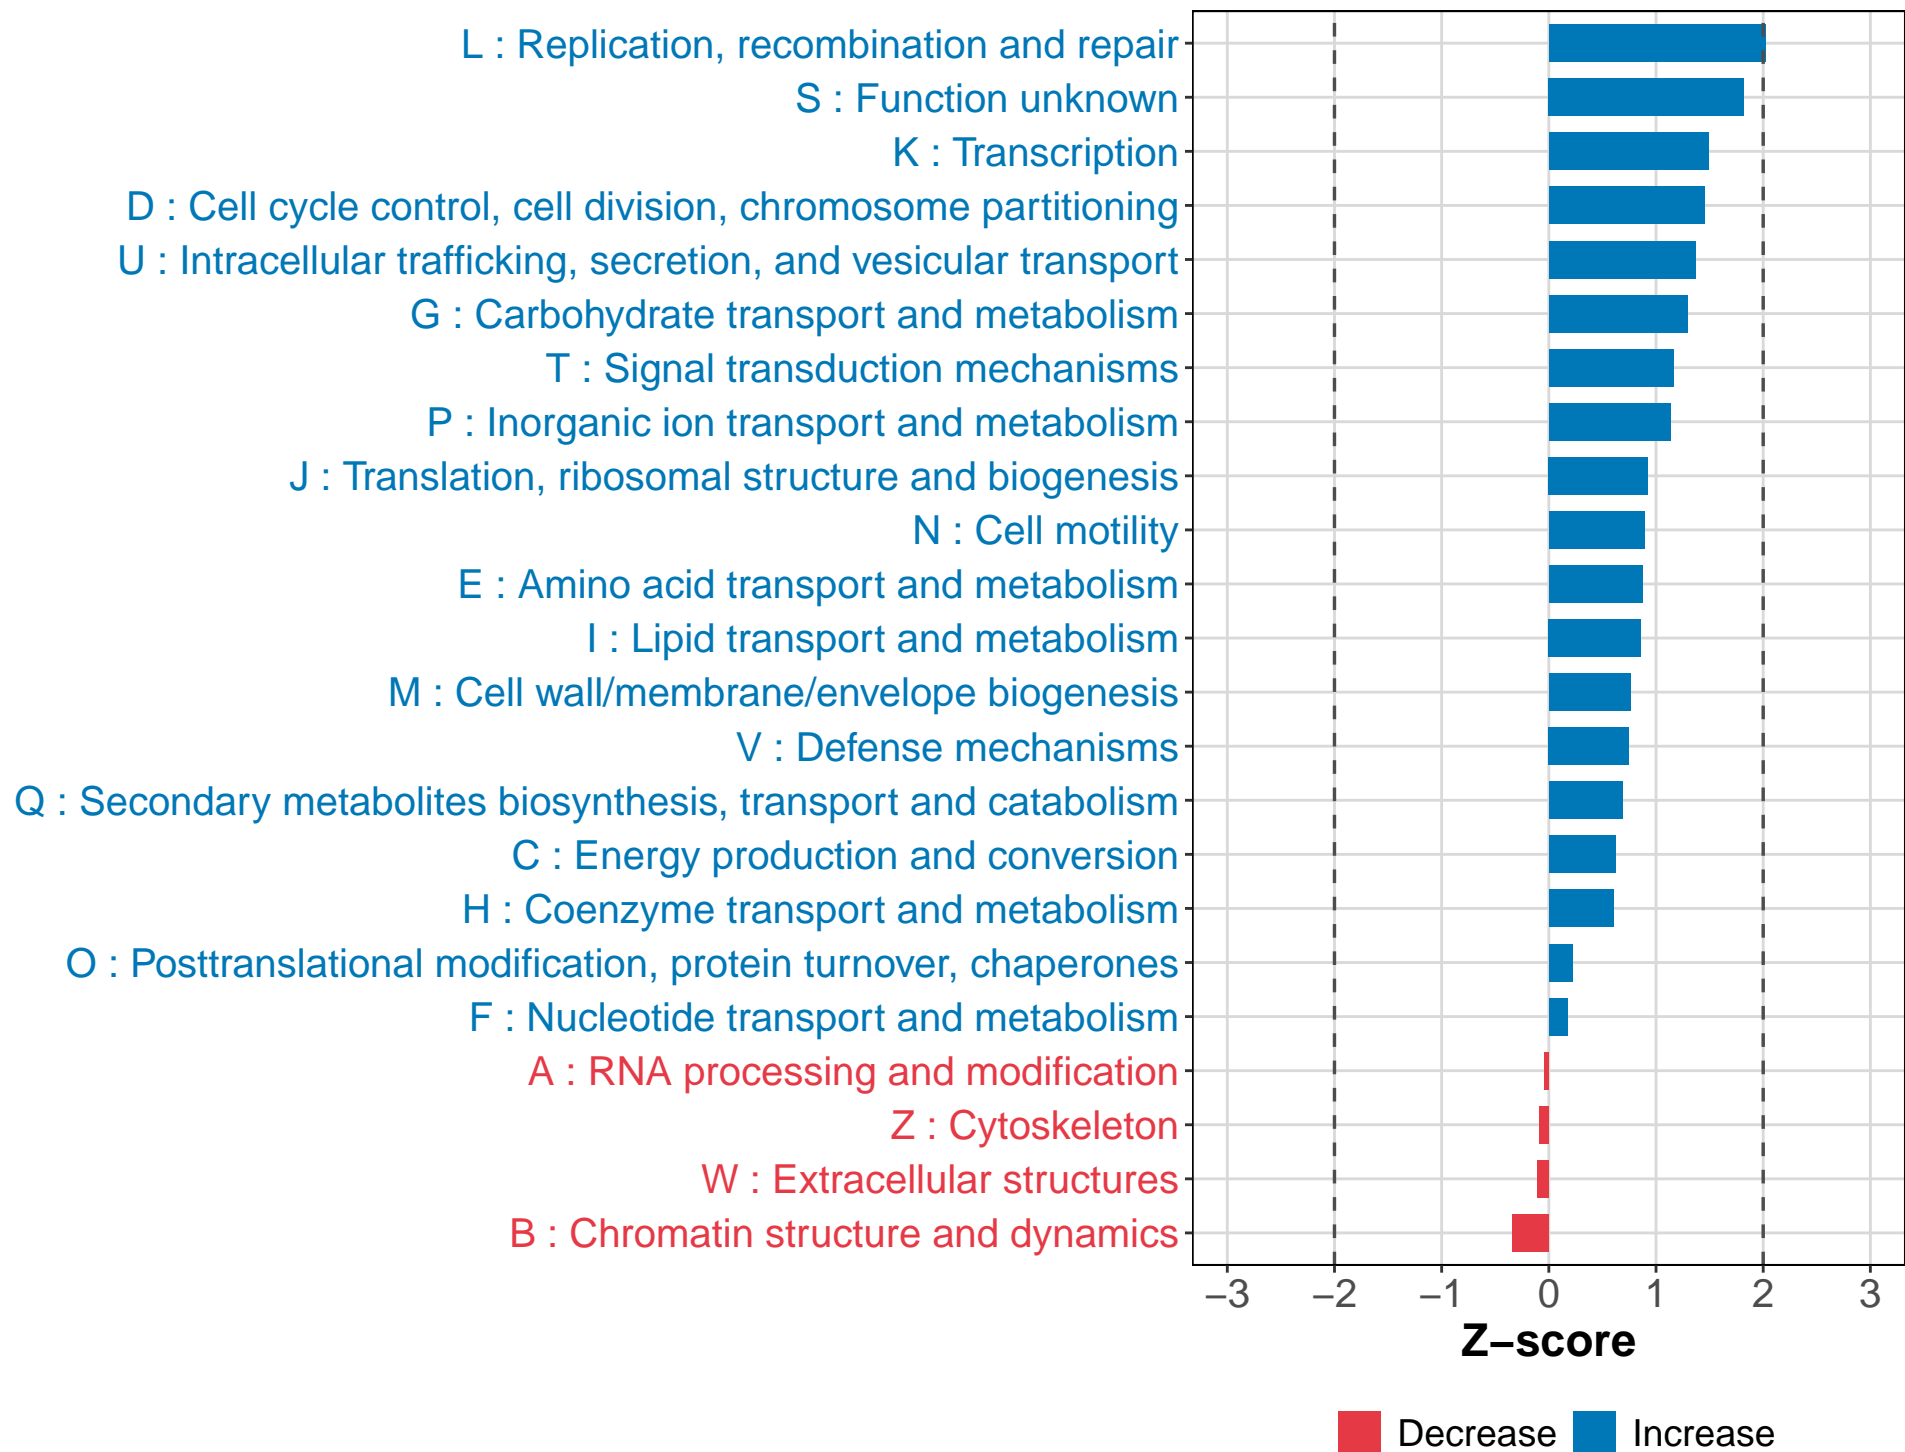 L : Replication, recombination and repair
S : Function unknown
K : Transcription
D : Cell cycle control, cell division, chromosome partitioning
U : Intracellular trafficking, secretion, and vesicular transport
G : Carbohydrate transport and metabolism
T : Signal transduction mechanisms
P : Inorganic ion transport and metabolism
J : Translation, ribosomal structure and biogenesis
N : Cell motility
E : Amino acid transport and metabolism
I : Lipid transport and metabolism
M : Cell wall/membrane/envelope biogenesis
V : Defense mechanisms
Q : Secondary metabolites biosynthesis, transport and catabolism
C : Energy production and conversion
H : Coenzyme transport and metabolism
O : Posttranslational modification, protein turnover, chaperones
F : Nucleotide transport and metabolism
A : RNA processing and modification
Z : Cytoskeleton
W : Extracellular structures
B : Chromatin structure and dynamics
−3 −2 −1 0 1 2 3
Z−score
Decrease Increase